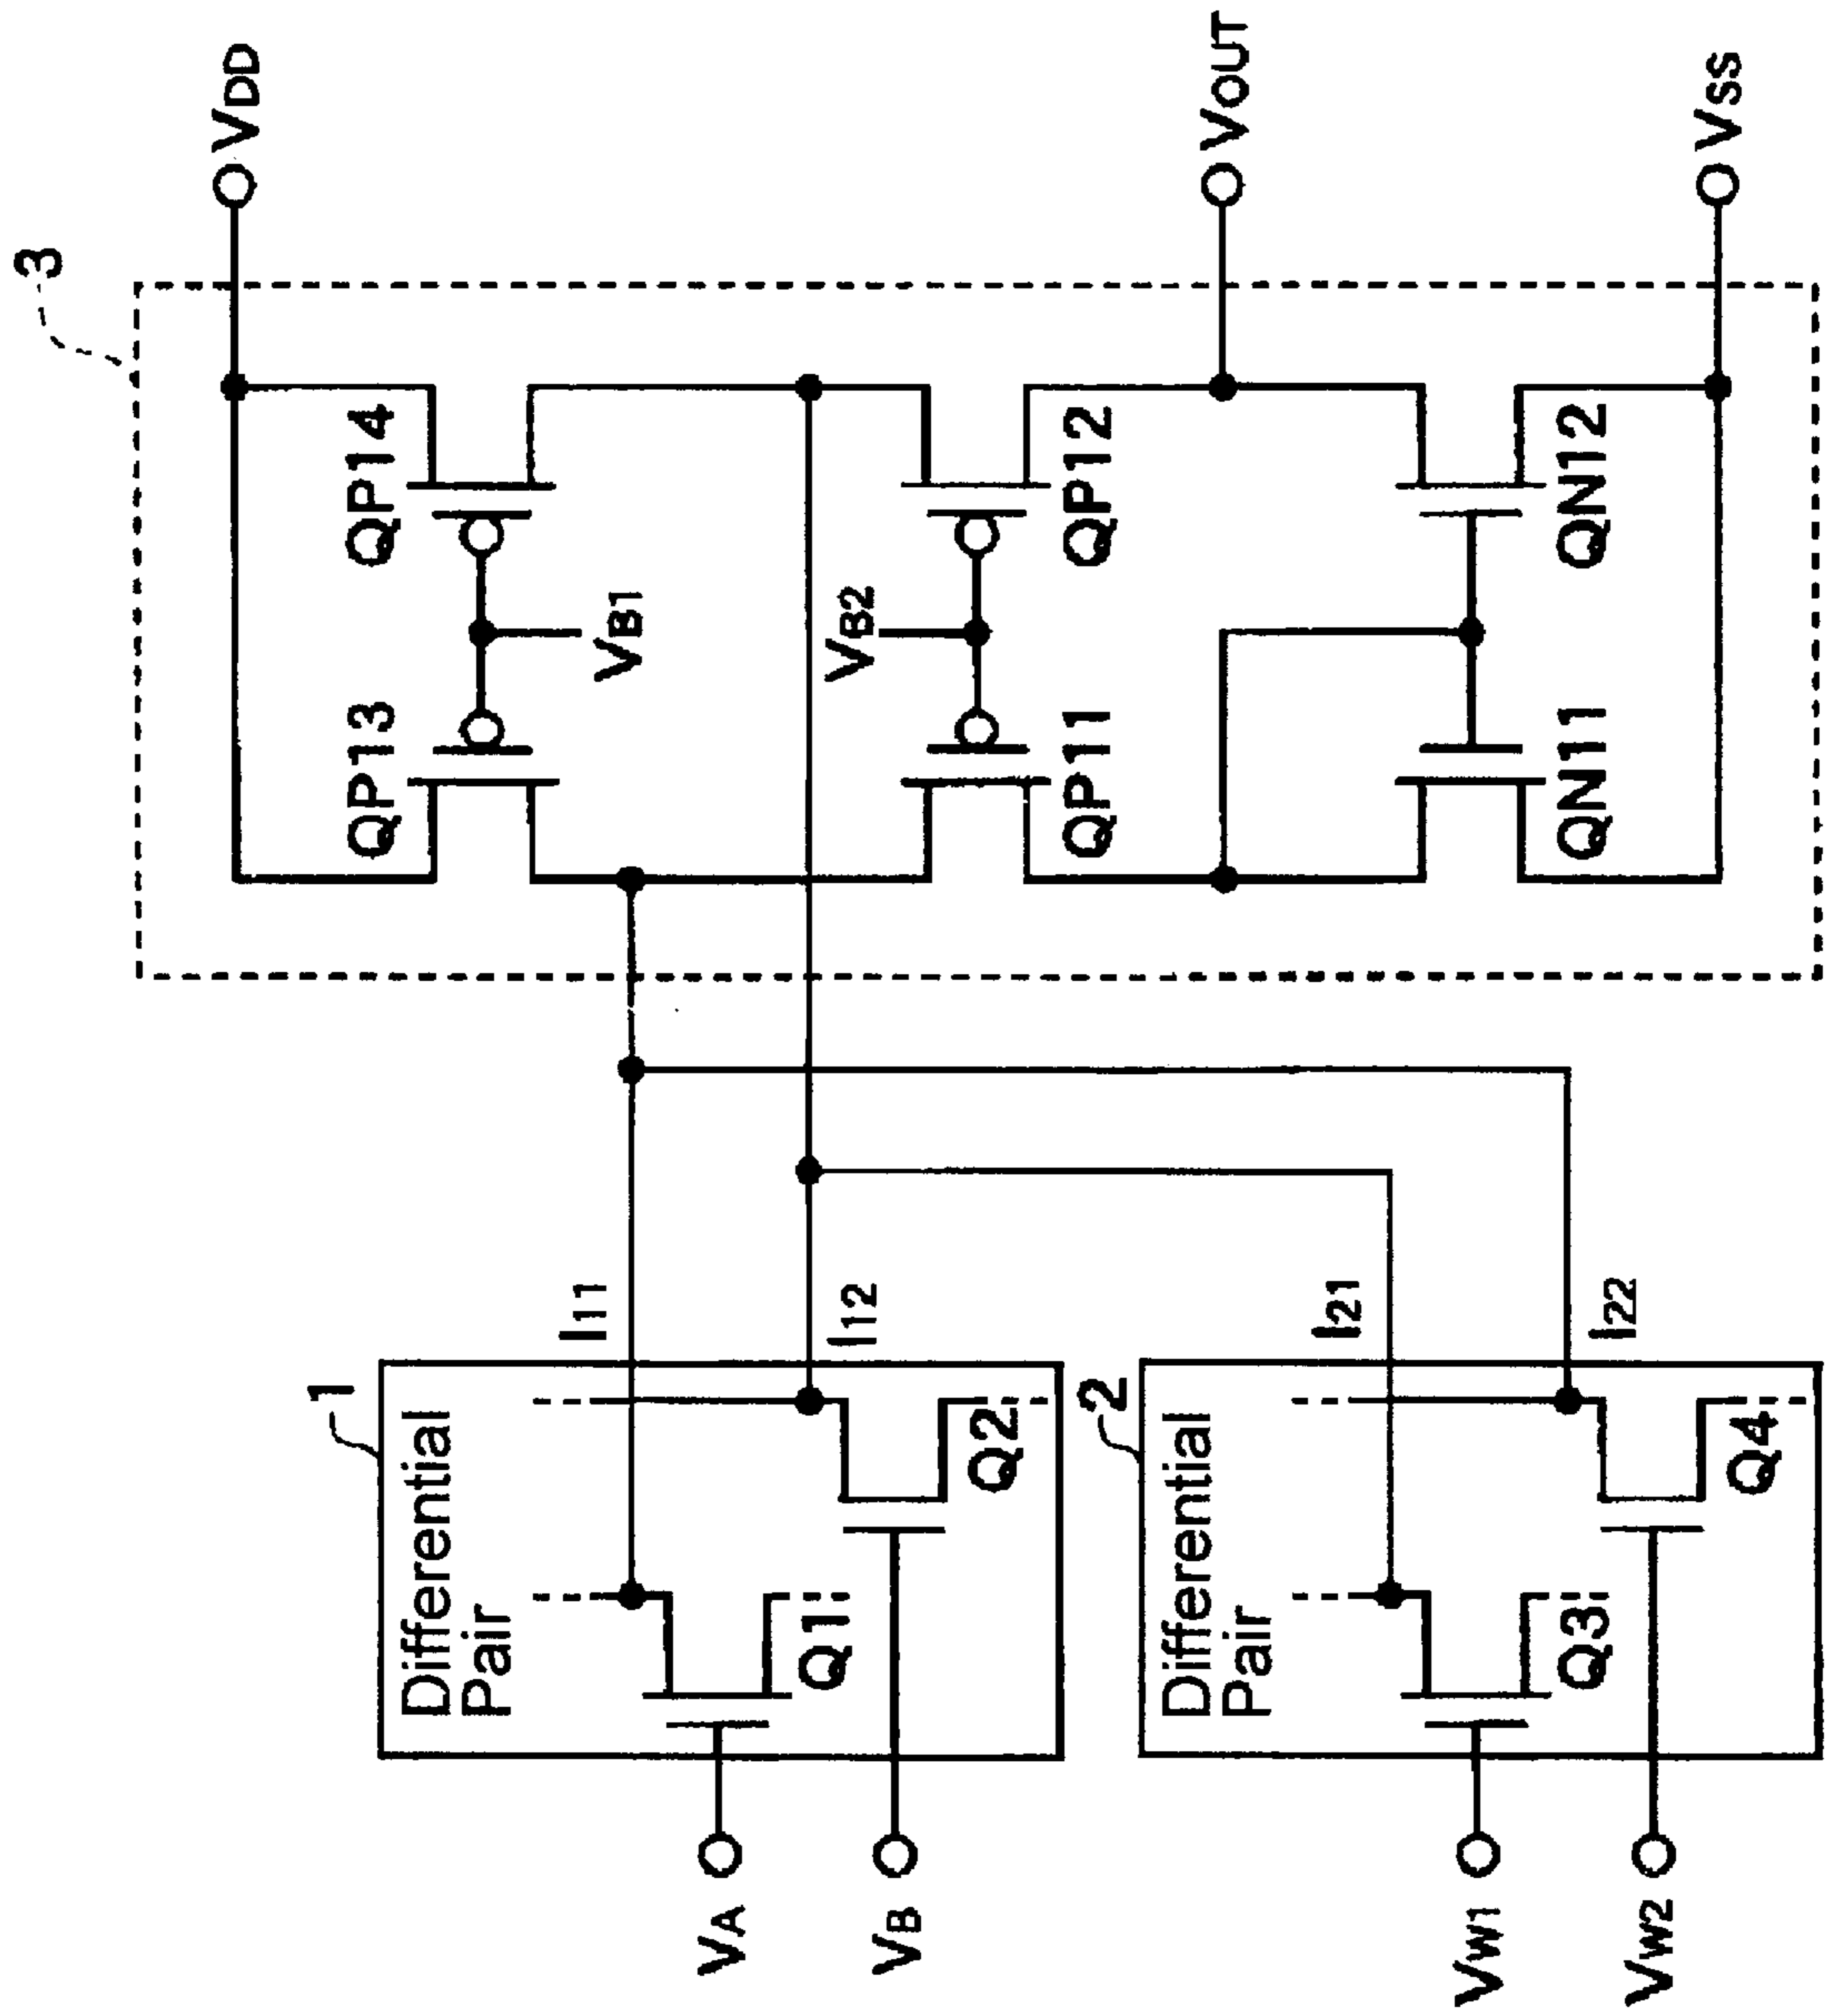 3
VDD
QP13
QP14
VB1
VB2
QP11
QP12
VOUT
QN11
QN12
VSS
1
Differential
Pair
I11
I12
Q1
Q2
VA
VB
2
Differential
Pair
I21
I22
Q3
Q4
VW1
VW2